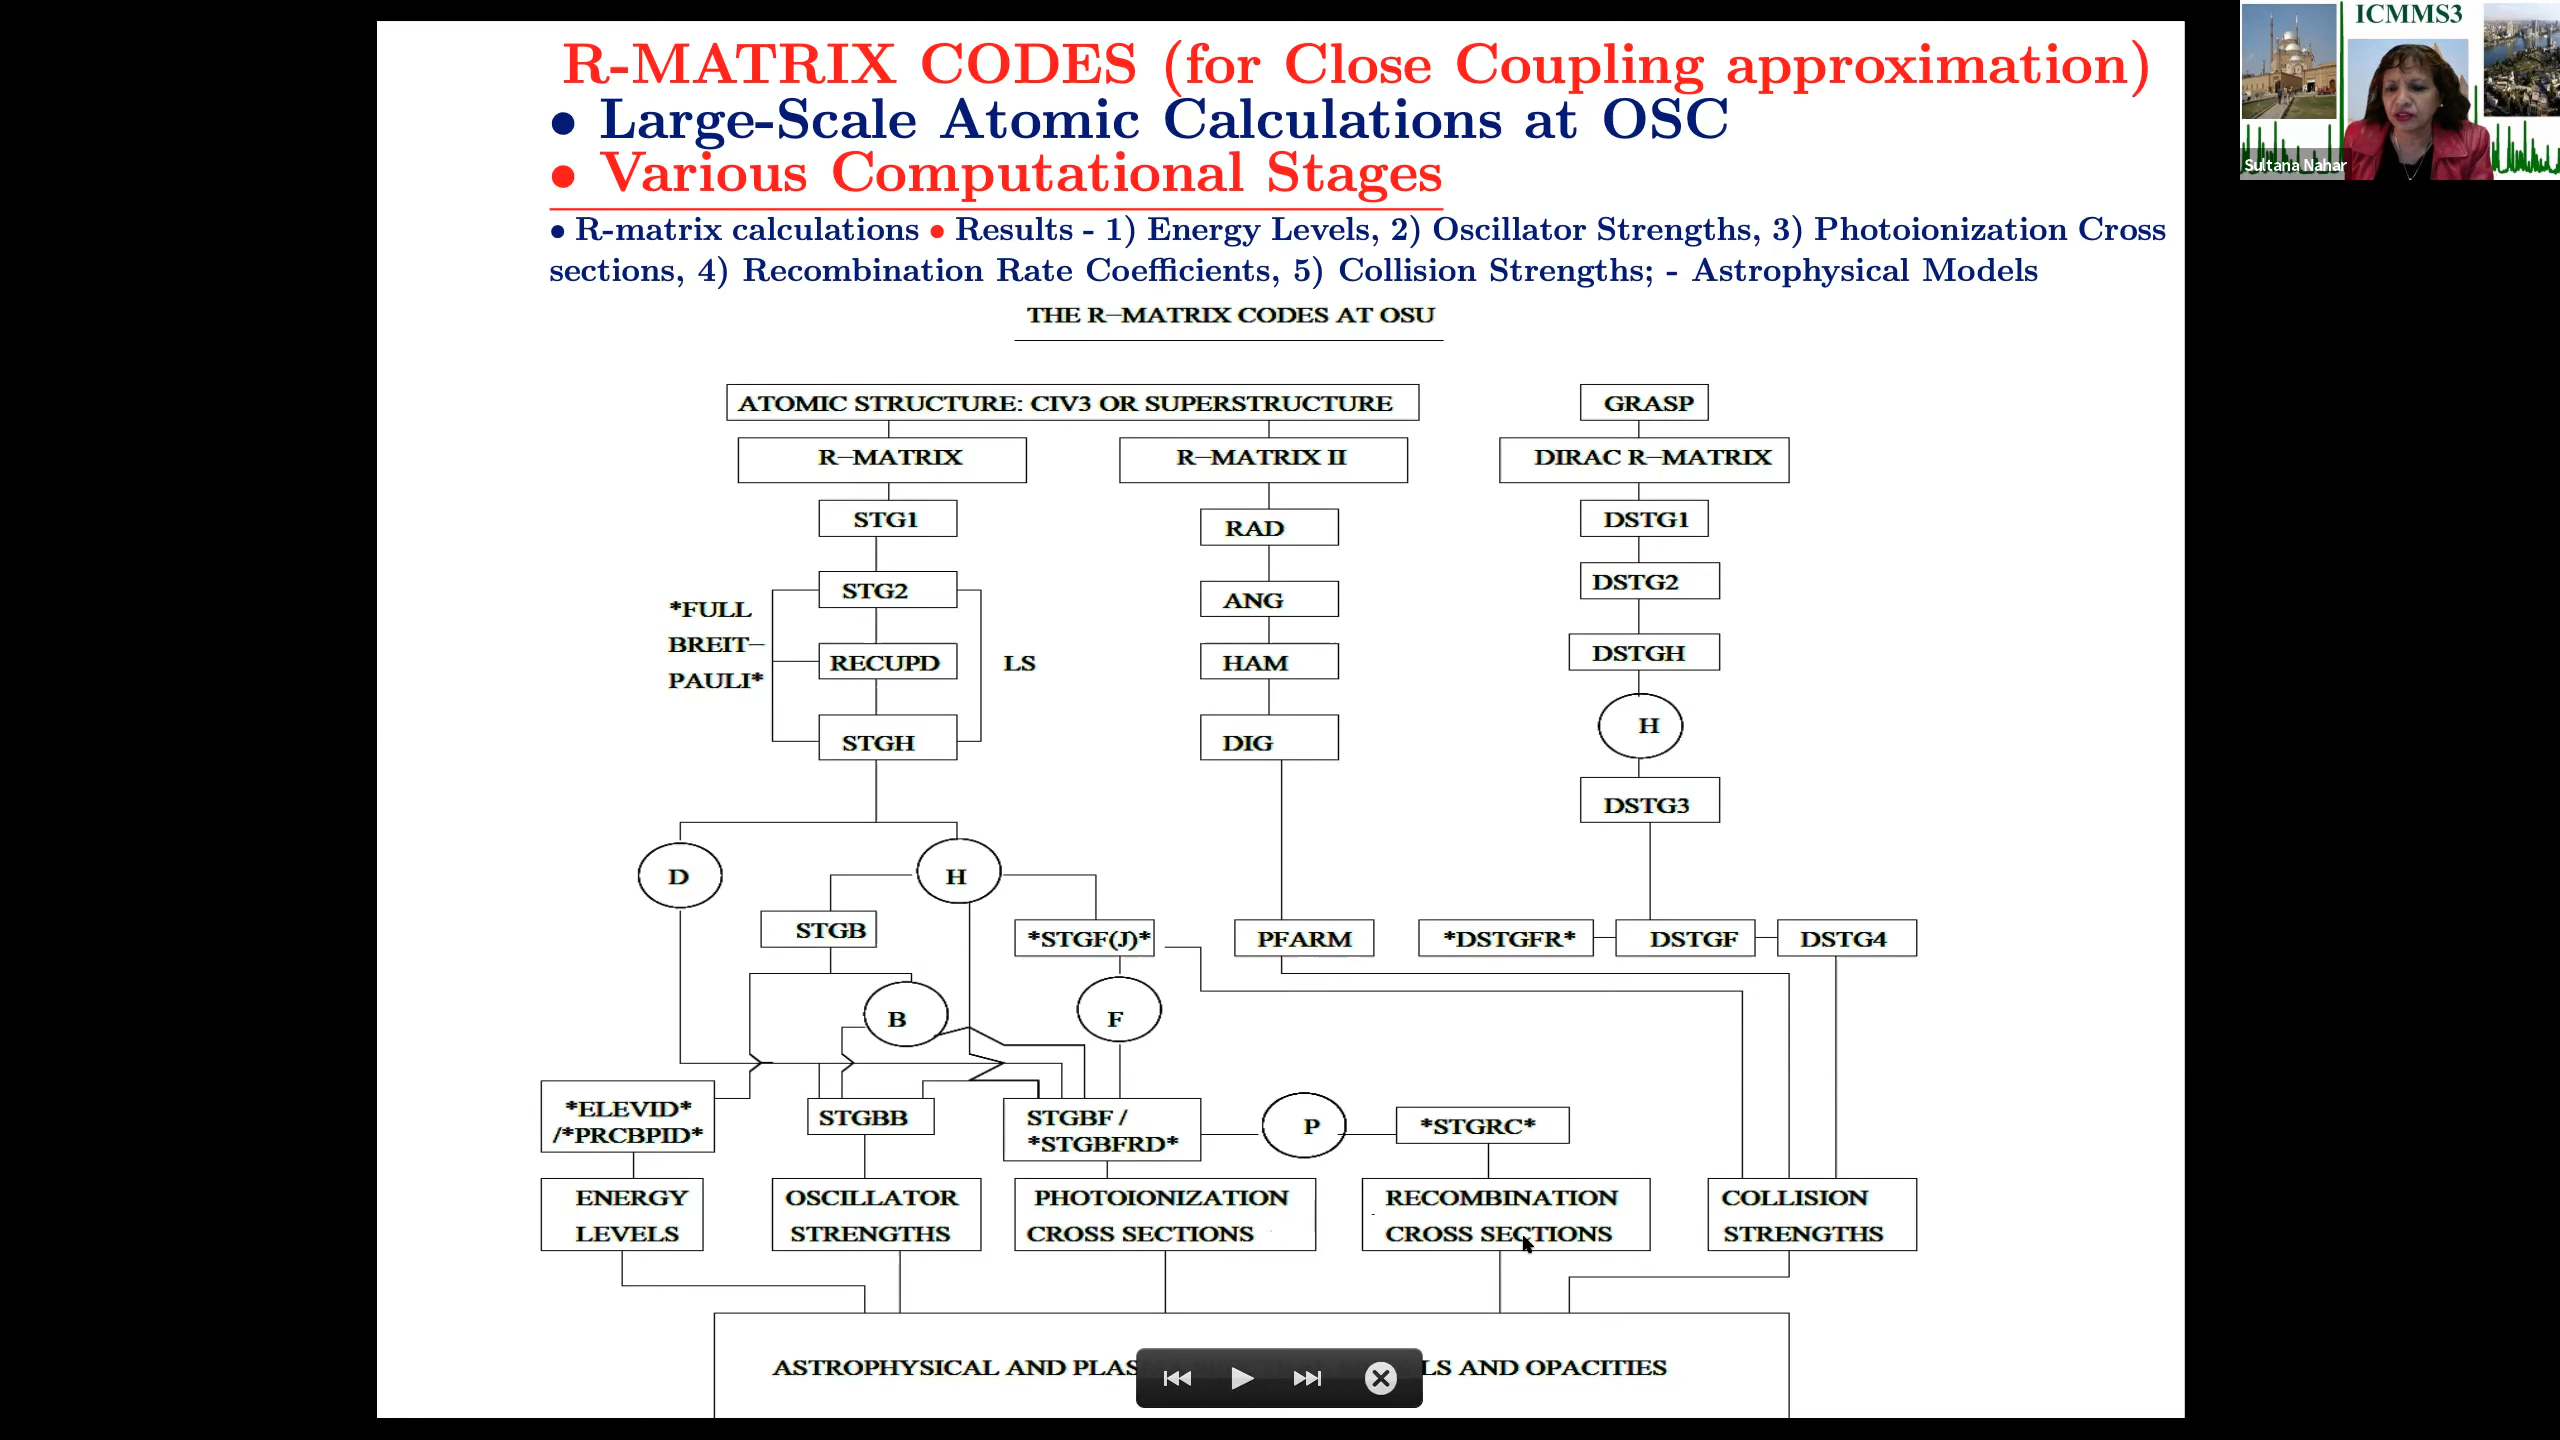 R-MATRIX CODES (for Close Coupling approximation)
• Large-Scale Atomic Calculations at OSC
• Various Computational Stages
• R-matrix calculations • Results - 1) Energy Levels, 2) Oscillator Strengths, 3) Photoionization Cross
sections, 4) Recombination Rate Coefficients, 5) Collision Strengths; - Astrophysical Models
THE R–MATRIX CODES AT OSU
ATOMIC STRUCTURE: CIV3 OR SUPERSTRUCTURE
GRASP
R–MATRIX
R–MATRIX II
DIRAC R–MATRIX
STG1
RAD
DSTG1
STG2
ANG
DSTG2
*FULL
BREIT–
PAULI*
RECUPD
LS
HAM
DSTGH
STGH
DIG
H
DSTG3
D
H
STGB
*STGF(J)*
PFARM
*DSTGFR*
DSTGF
DSTG4
B
F
*ELEVID*
/*PRCBPID*
STGBB
STGBF /
*STGBFRD*
P
*STGRC*
ENERGY
LEVELS
OSCILLATOR
STRENGTHS
PHOTOIONIZATION
CROSS SECTIONS
RECOMBINATION
CROSS SECTIONS
COLLISION
STRENGTHS
ASTROPHYSICAL AND AND OPACITIES
ICMMS3
Sultana Nahar